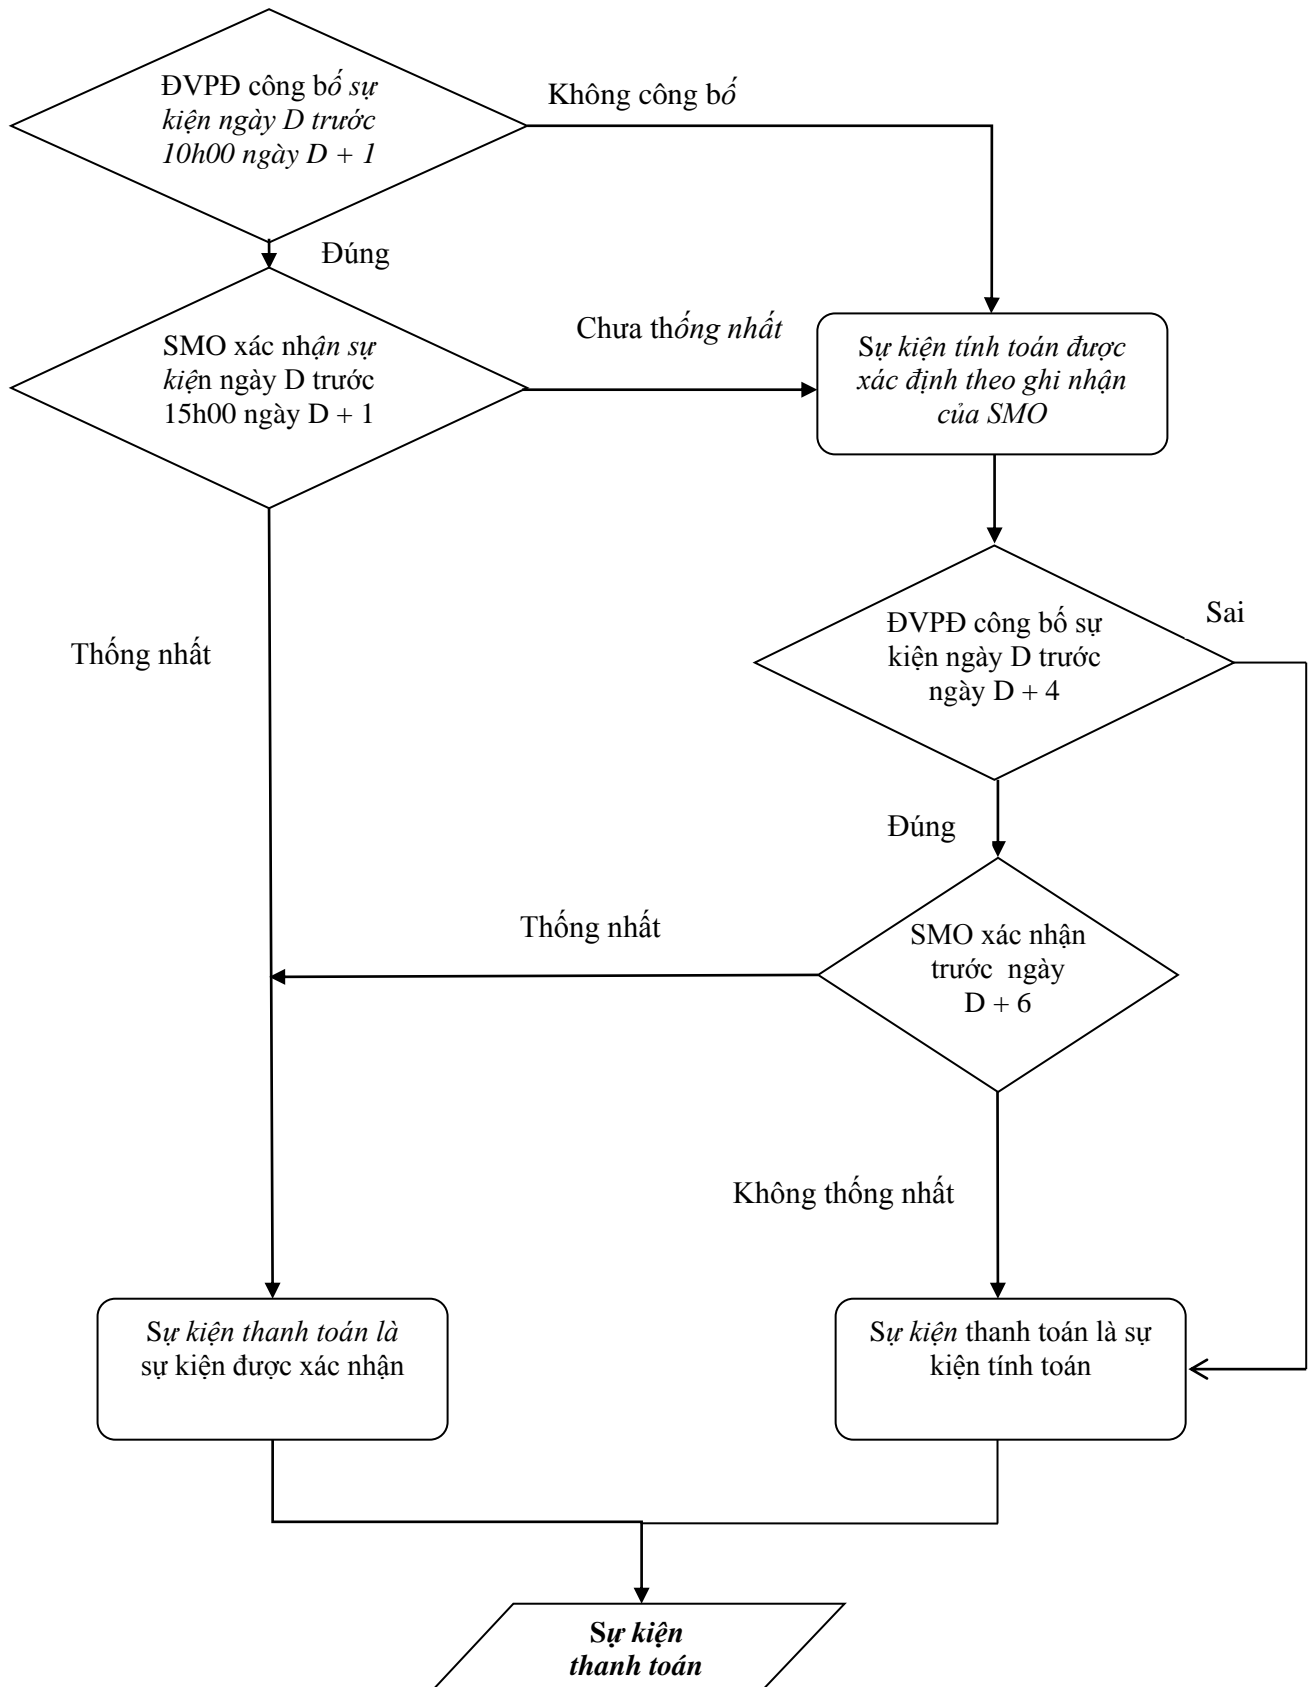 ĐVPĐ công bố sự
kiện ngày D trước
10h00 ngày D + 1
Không công bố
Đúng
SMO xác nhận sự
kiện ngày D trước
15h00 ngày D + 1
Chưa thống nhất
Sự kiện tính toán được
xác định theo ghi nhận
của SMO
Thống nhất
ĐVPĐ công bố sự
kiện ngày D trước
ngày D + 4
Sai
Đúng
Thống nhất
SMO xác nhận
trước ngày
D + 6
Không thống nhất
Sự kiện thanh toán là
sự kiện được xác nhận
Sự kiện thanh toán là sự
kiện tính toán
Sự kiện
thanh toán